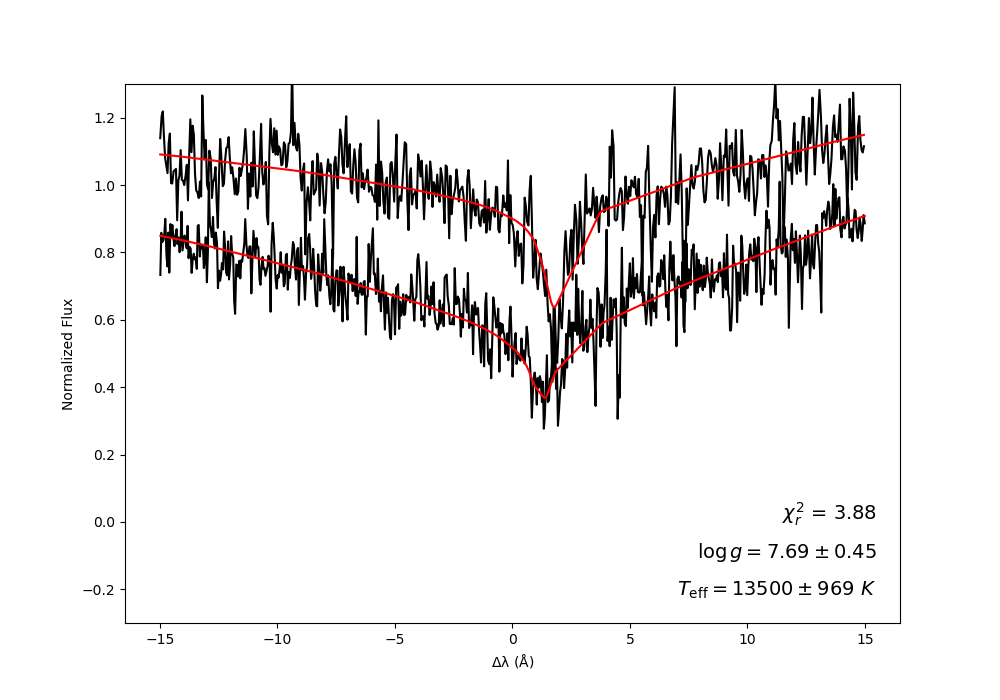 1.2
1.0
0.8
0.6
0.4
0.2
0.0
−0.2
Normalized Flux
χ²ᵣ = 3.88
log g = 7.69 ± 0.45
T_eff = 13500 ± 969 K
−15 −10 −5 0 5 10 15
Δλ (Å)